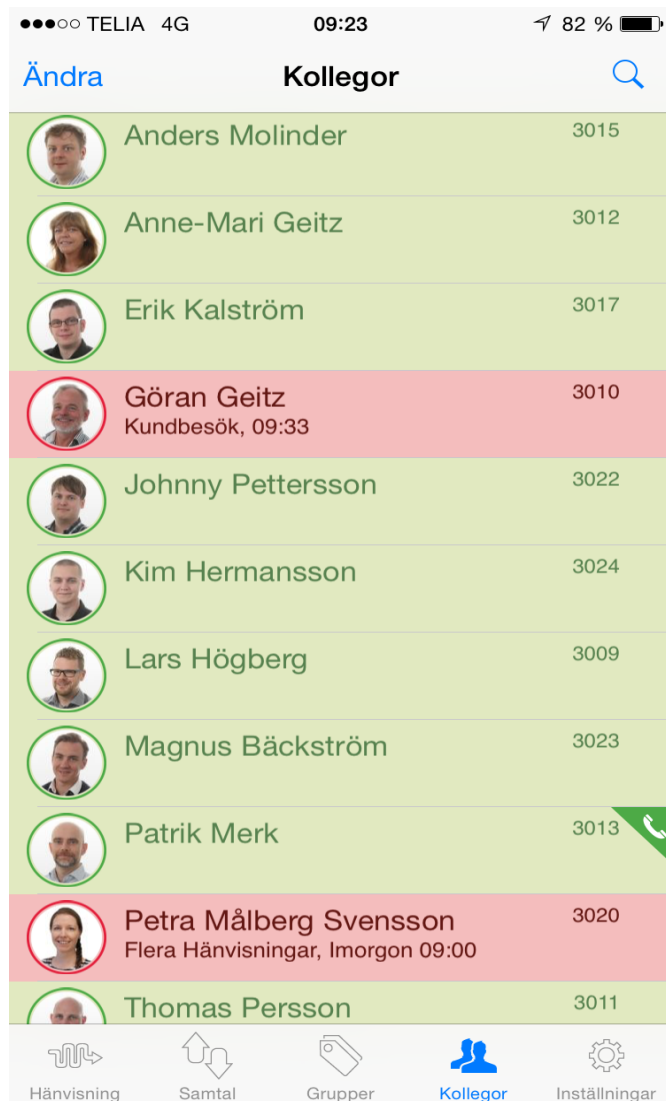 TELIA 4G 09:23 82 %
Ändra Kollegor
Anders Molinder 3015
Anne-Mari Geitz 3012
Erik Kalström 3017
Göran Geitz 3010
Kundbesök, 09:33
Johnny Pettersson 3022
Kim Hermansson 3024
Lars Högberg 3009
Magnus Bäckström 3023
Patrik Merk 3013
Petra Målberg Svensson 3020
Flera Hänvisningar, Imorgon 09:00
Thomas Persson 3011
Hänvisning Samtal Grupper Kollegor Inställningar